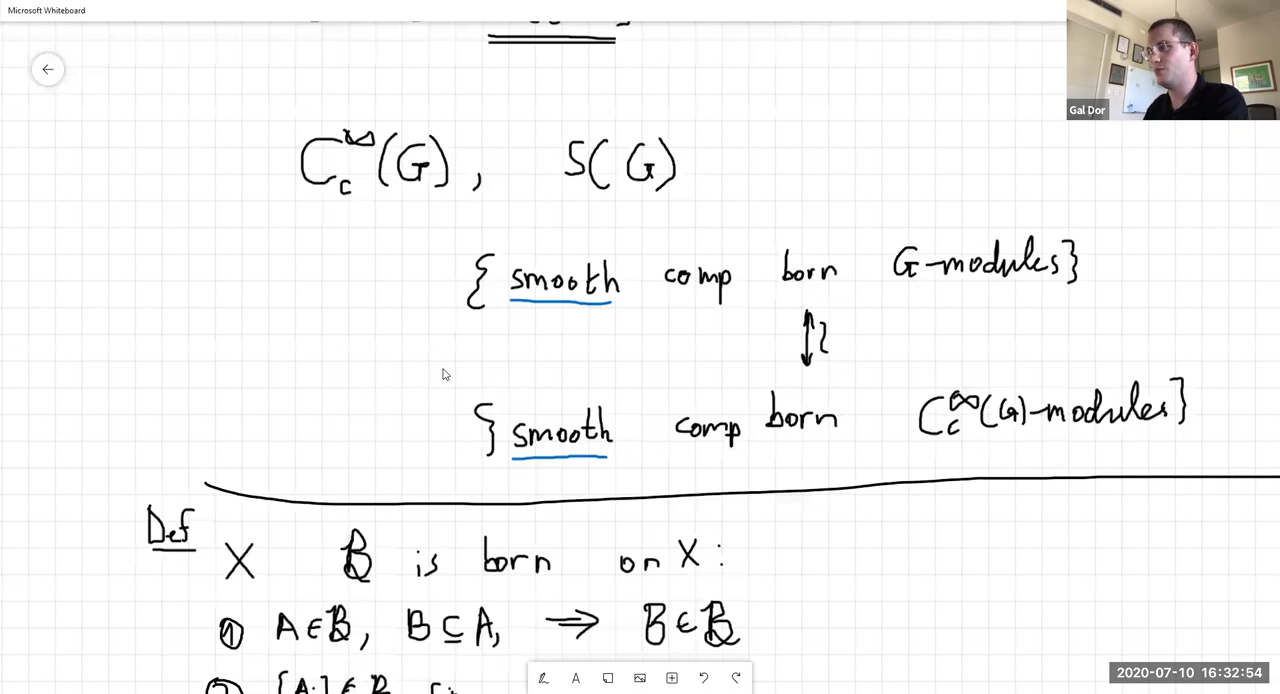 Microsoft Whiteboard
C_c^∞(G), S(G)
{ smooth comp born G-modules}
↕≀
{ smooth comp born C_c^∞(G)-modules}
Def X ℬ is born on X:
① A∈ℬ, B⊆A, ⟹ B∈ℬ
Gal Dor
2020-07-10 16:32:54